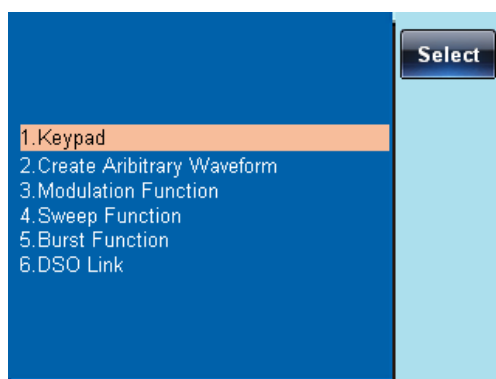 Select
1.Keypad
2.Create Aribitrary Waveform
3.Modulation Function
4.Sweep Function
5.Burst Function
6.DSO Link